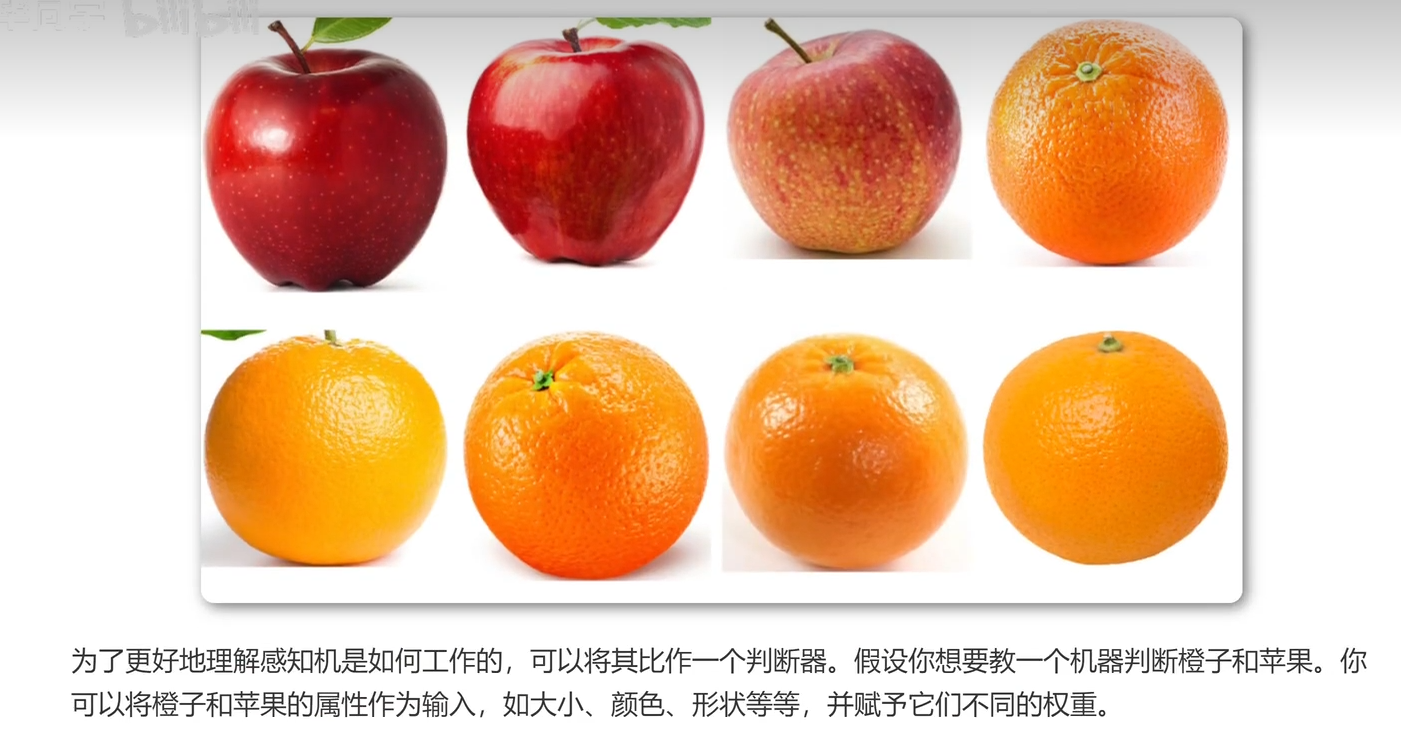 bilibili
为了更好地理解感知机是如何工作的，可以将其比作一个判断器。假设你想要教一个机器判断橙子和苹果。你
可以将橙子和苹果的属性作为输入，如大小、颜色、形状等等，并赋予它们不同的权重。